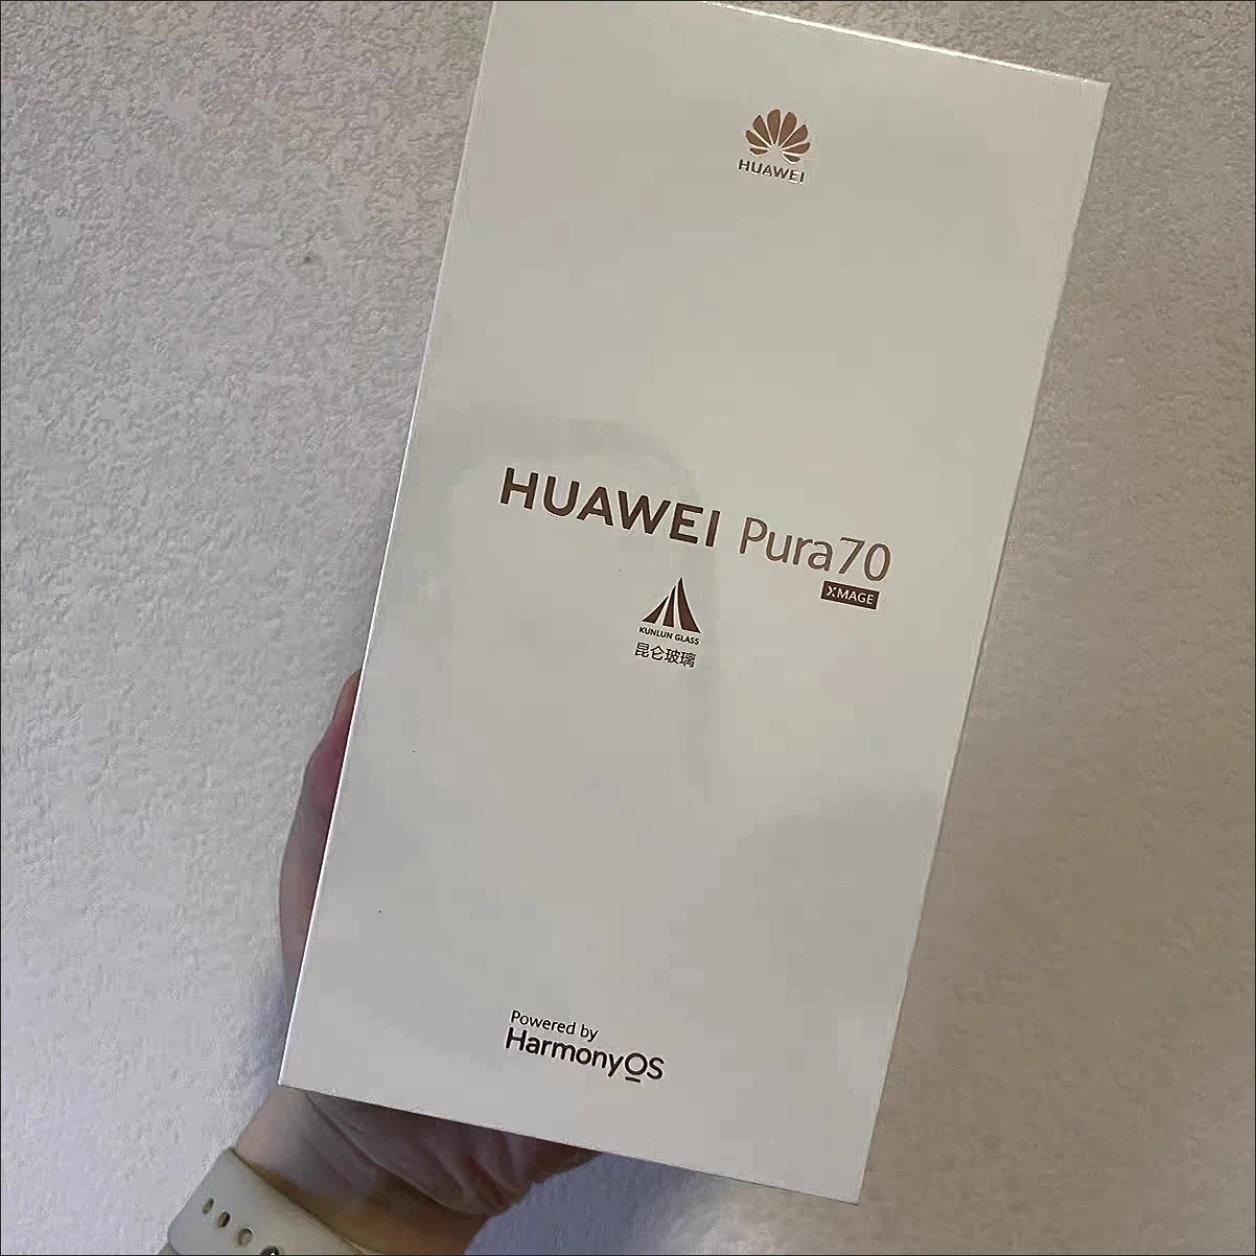 HUAWEI
HUAWEI Pura70
XMAGE
KUNLUN GLASS
昆仑玻璃
Powered by
HarmonyOS